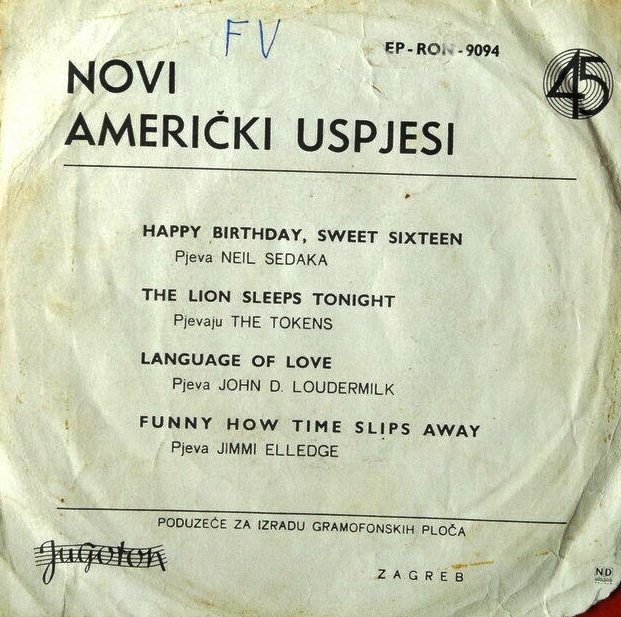 FV
EP-RON-9094
45
NOVI
AMERIČKI USPJESI
HAPPY BIRTHDAY, SWEET SIXTEEN
Pjeva NEIL SEDAKA
THE LION SLEEPS TONIGHT
Pjevaju THE TOKENS
LANGUAGE OF LOVE
Pjeva JOHN D. LOUDERMILK
FUNNY HOW TIME SLIPS AWAY
Pjeva JIMMI ELLEDGE
PODUZEĆE ZA IZRADU GRAMOFONSKIH PLOČA
Jugoton
ZAGREB
ND